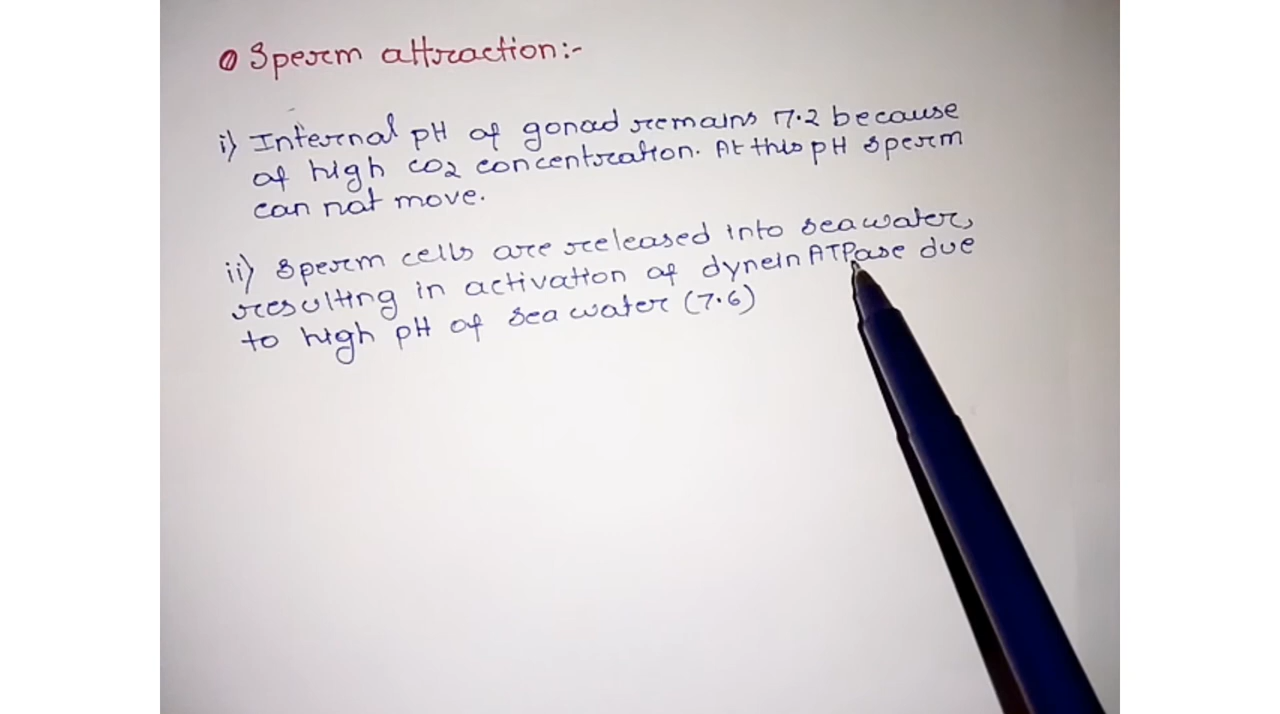 Sperm attraction:-
i) Internal pH of gonad remains 7.2 because
of high CO2 concentration. At this pH sperm
can not move.
ii) Sperm cells are released into sea water,
resulting in activation of dynein ATPase due
to high pH of sea water (7.6)